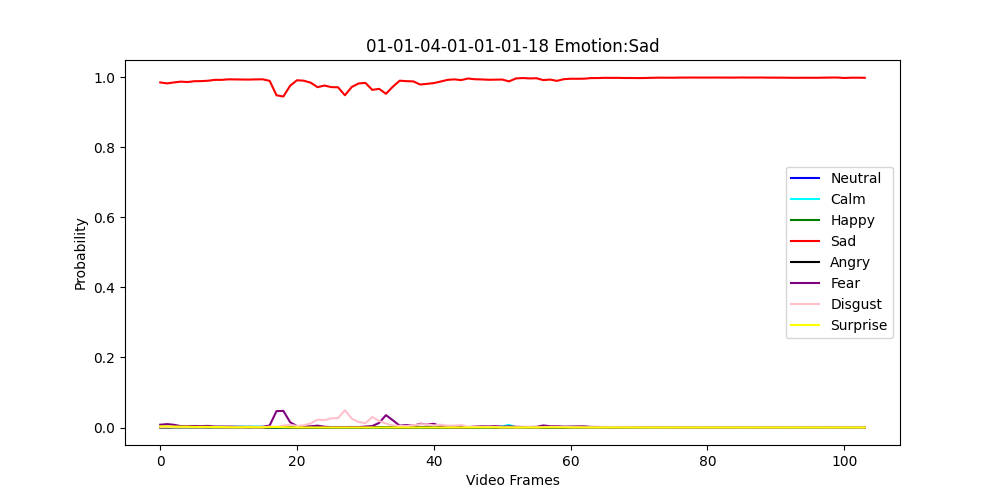 01-01-04-01-01-01-18 Emotion:Sad
Probability
1.0
0.8
0.6
0.4
0.2
0.0
0
20
40
60
80
100
Video Frames
Neutral
Calm
Happy
Sad
Angry
Fear
Disgust
Surprise